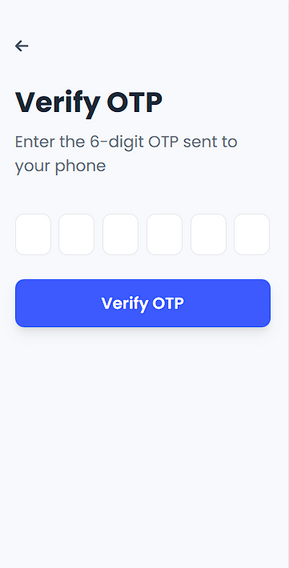 Verify OTP
Enter the 6-digit OTP sent to
your phone
Verify OTP